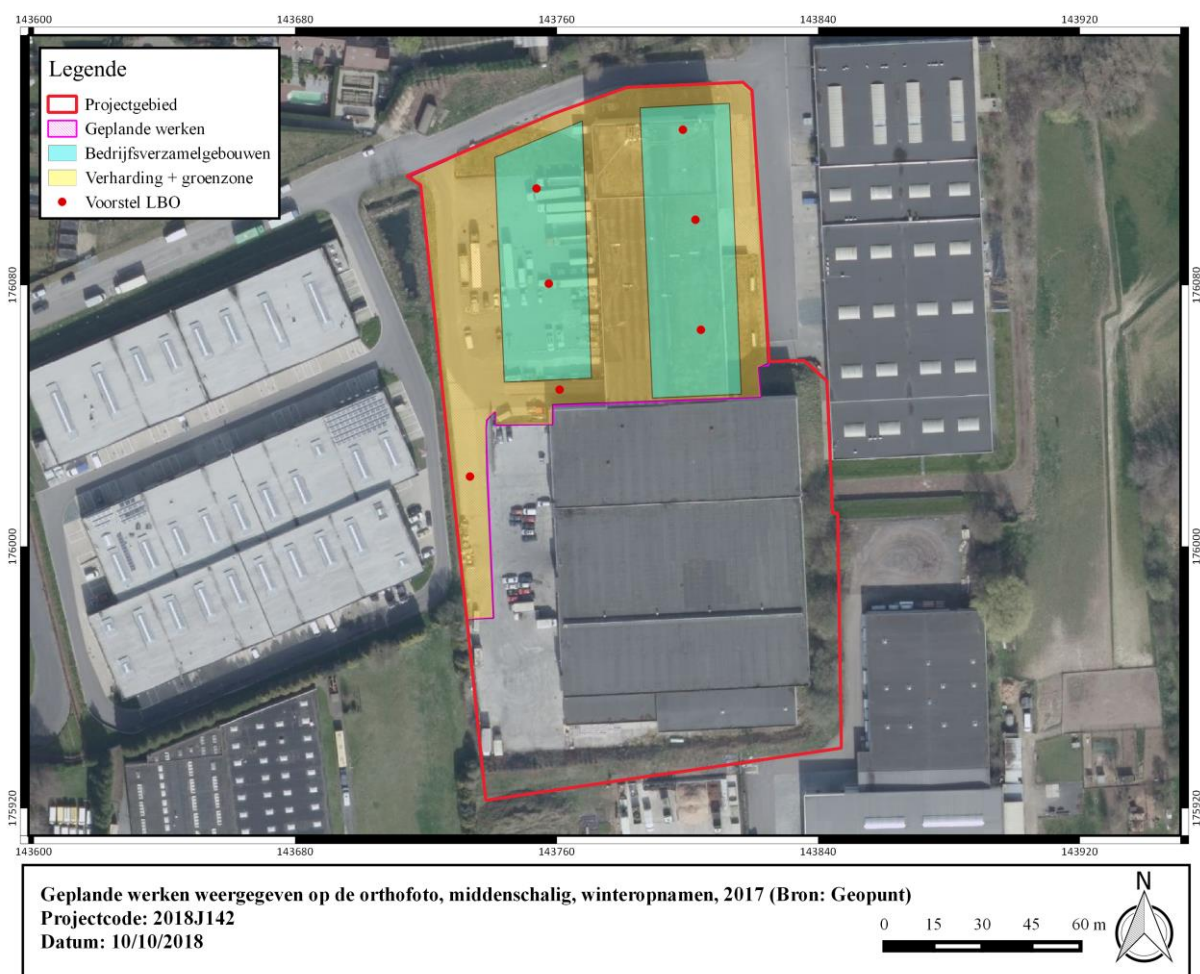 143600 143680 143760 143840 143920
Legende
Projectgebied
Geplande werken
Bedrijfsverzamelgebouwen
Verharding + groenzone
Voorstel LBO
176080 176080
176000 176000
175920 175920
143600 143680 143760 143840 143920
Geplande werken weergegeven op de orthofoto, middenschalig, winteropnamen, 2017 (Bron: Geopunt)
Projectcode: 2018J142
Datum: 10/10/2018
N
0 15 30 45 60 m